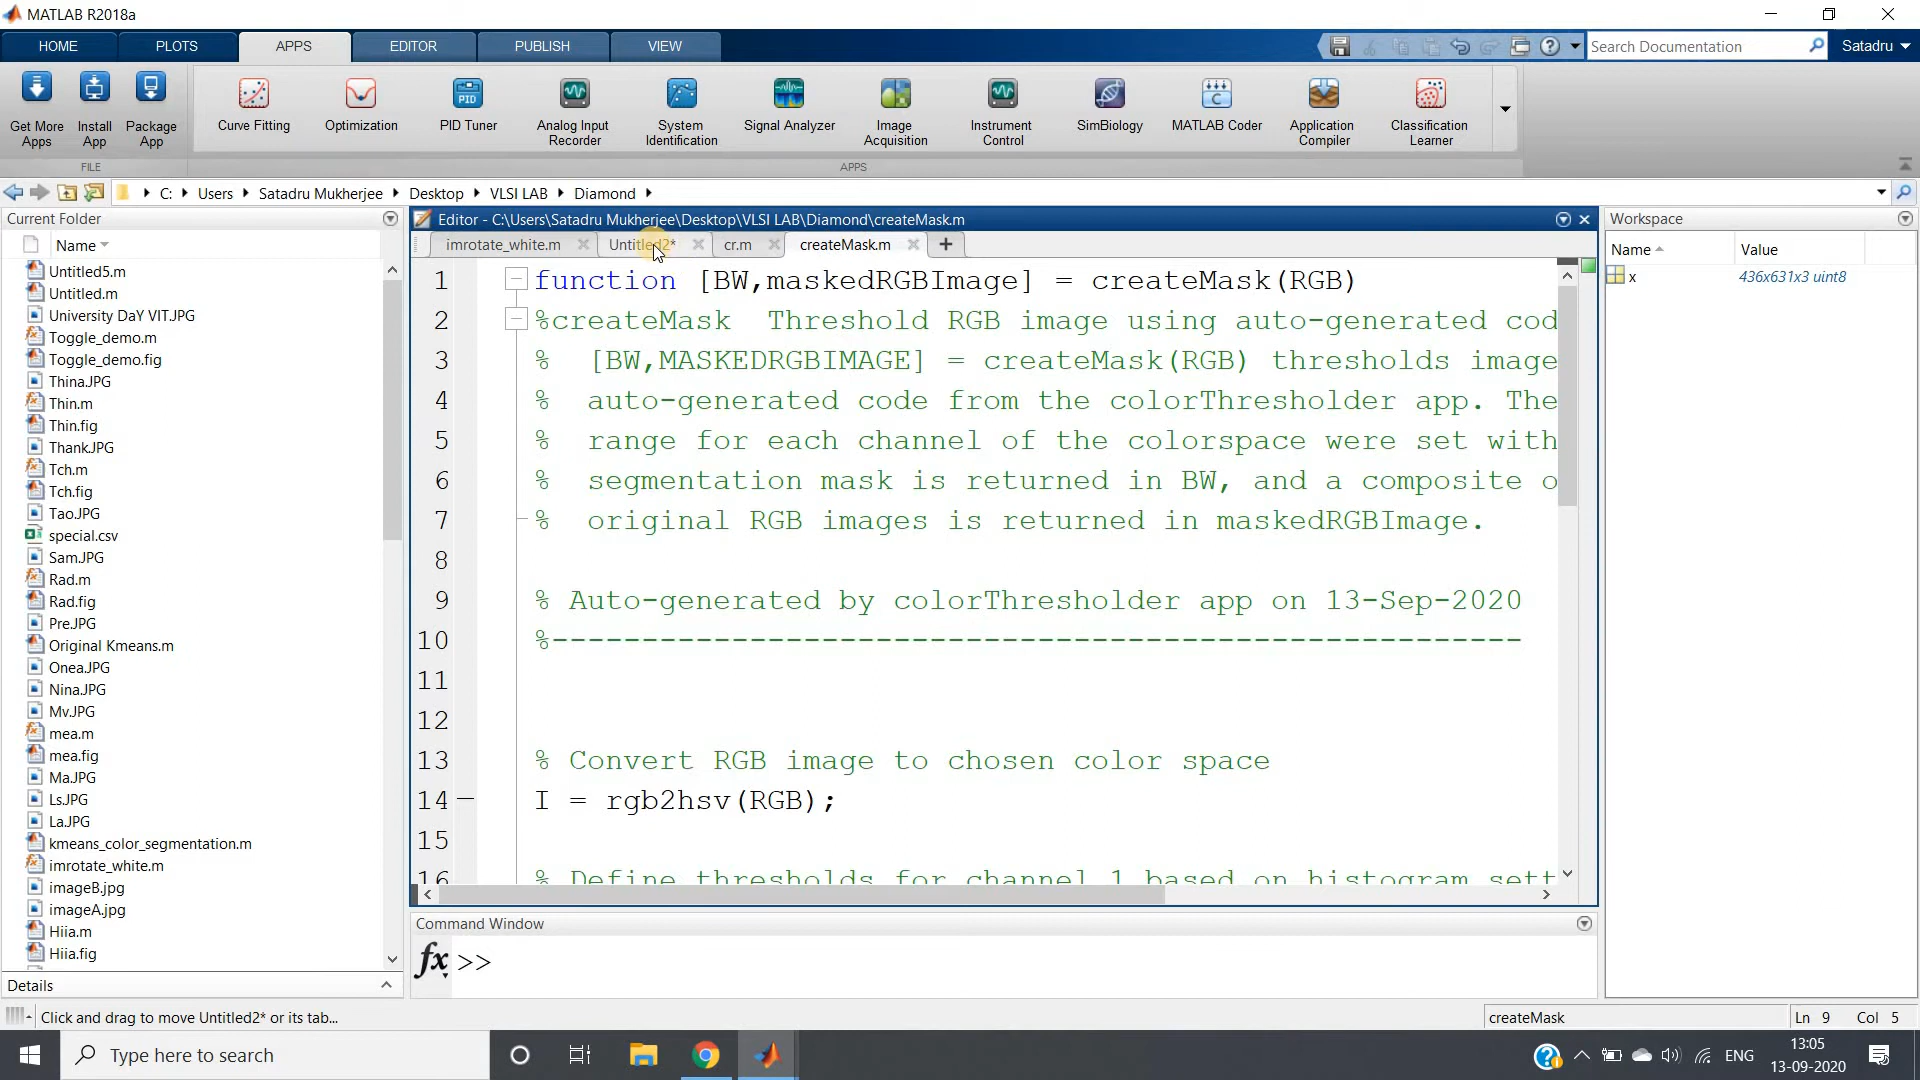 MATLAB R2018a
HOME
PLOTS
APPS
EDITOR
PUBLISH
VIEW
Search Documentation
Satadru
Get More Apps
Install App
Package App
Curve Fitting
Optimization
PID Tuner
Analog Input Recorder
System Identification
Signal Analyzer
Image Acquisition
Instrument Control
SimBiology
MATLAB Coder
Application Compiler
Classification Learner
FILE
APPS
C: Users Satadru Mukherjee Desktop VLSI LAB Diamond
Current Folder
Name
Untitled5.m
Untitled.m
University DaY VIT.JPG
Toggle_demo.m
Toggle_demo.fig
Thina.JPG
Thin.m
Thin.fig
Thank.JPG
Tch.m
Tch.fig
Tao.JPG
special.csv
Sam.JPG
Rad.m
Rad.fig
Pre.JPG
Original Kmeans.m
Onea.JPG
Nina.JPG
Mv.JPG
mea.m
mea.fig
Ma.JPG
Ls.JPG
La.JPG
kmeans_color_segmentation.m
imrotate_white.m
imageB.jpg
imageA.jpg
Hiia.m
Hiia.fig
Details
Editor - C:\Users\Satadru Mukherjee\Desktop\VLSI LAB\Diamond\createMask.m
imrotate_white.m
Untitled2*
cr.m
createMask.m
1 function [BW,maskedRGBImage] = createMask(RGB)
2 %createMask  Threshold RGB image using auto-generated cod
3 %  [BW,MASKEDRGBIMAGE] = createMask(RGB) thresholds image
4 %  auto-generated code from the colorThresholder app. The
5 %  range for each channel of the colorspace were set with
6 %  segmentation mask is returned in BW, and a composite o
7 %  original RGB images is returned in maskedRGBImage.
8
9 % Auto-generated by colorThresholder app on 13-Sep-2020
10 %------------------------------------------------------
11
12
13 % Convert RGB image to chosen color space
14 I = rgb2hsv(RGB);
15
16 % Define thresholds for channel 1 based on histogram sett
Command Window
fx >>
Workspace
Name
Value
x
436x631x3 uint8
Click and drag to move Untitled2* or its tab...
createMask
Ln 9 Col 5
Type here to search
ENG
13:05
13-09-2020